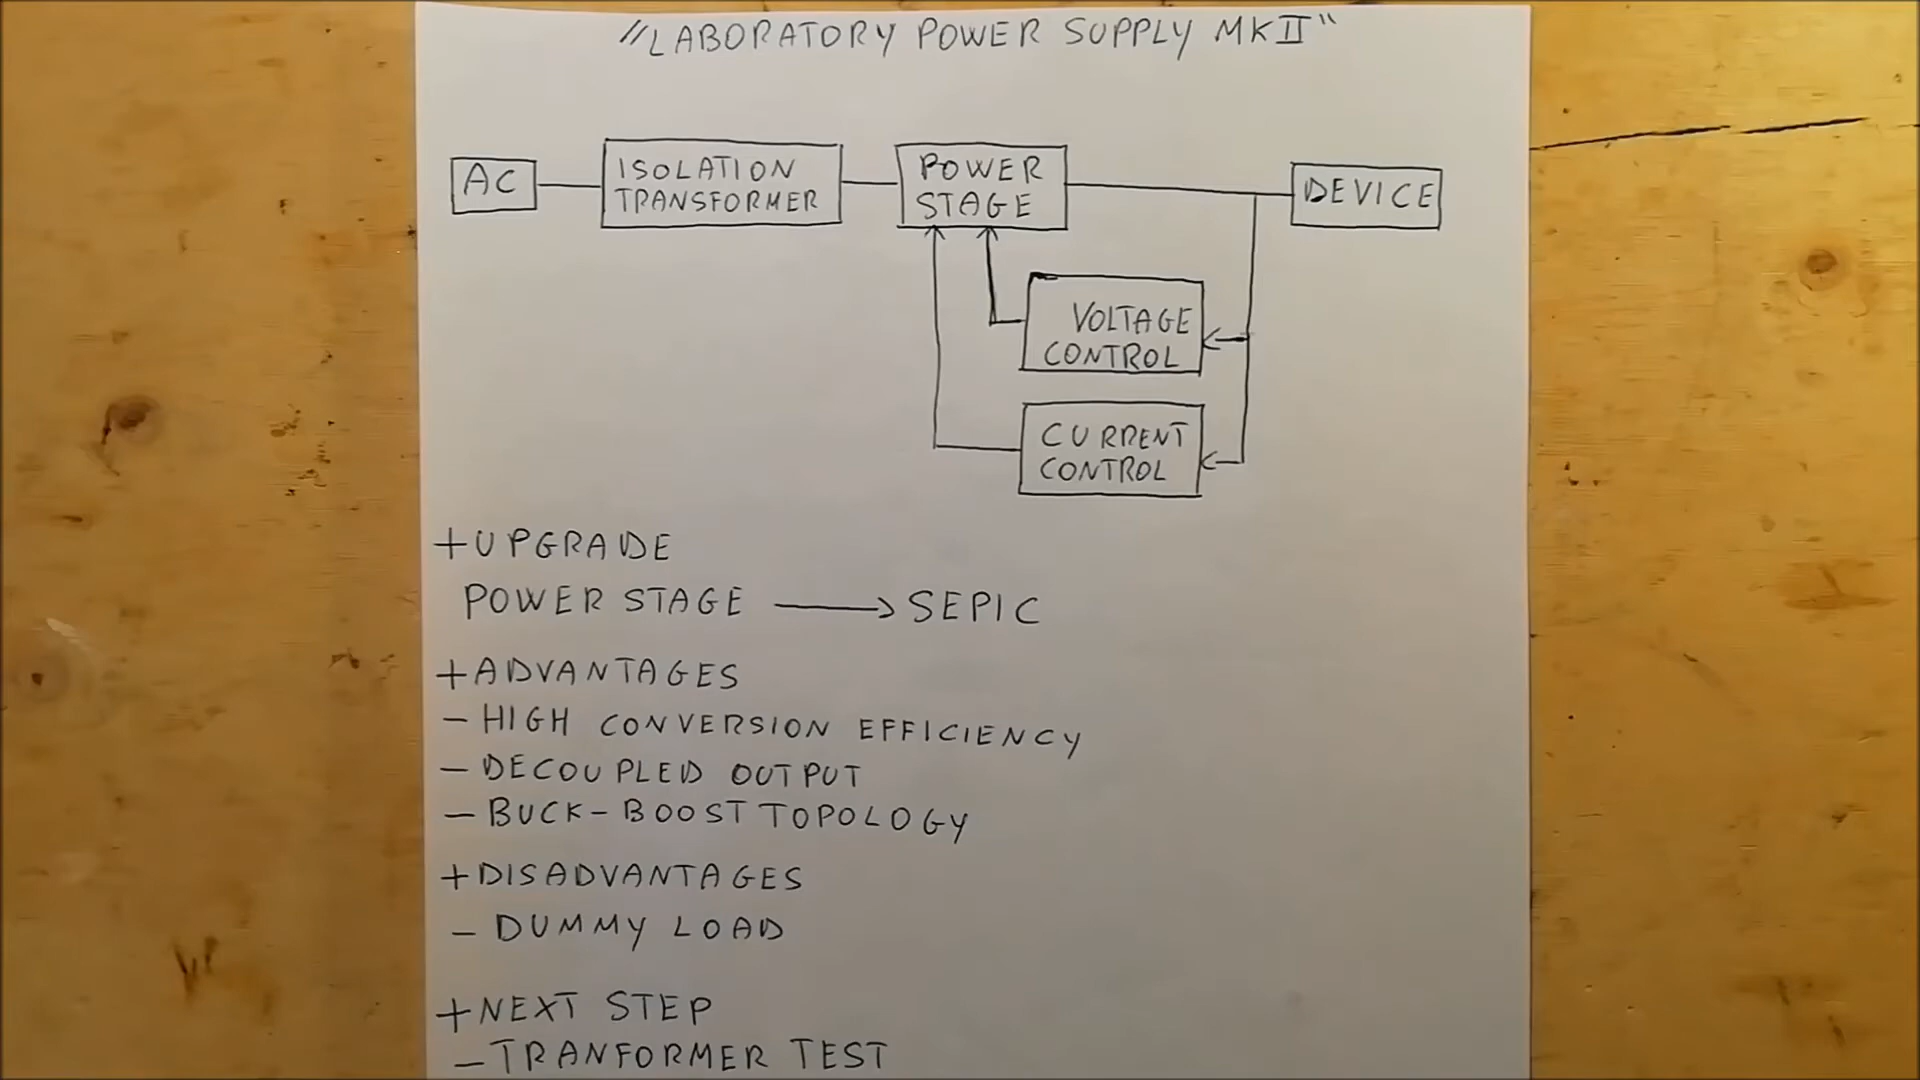 "LABORATORY POWER SUPPLY MKII"
AC
ISOLATION
TRANSFORMER
POWER
STAGE
DEVICE
VOLTAGE
CONTROL
CURRENT
CONTROL
+UPGRADE
POWER STAGE → SEPIC
+ADVANTAGES
- HIGH CONVERSION EFFICIENCY
- DECOUPLED OUTPUT
- BUCK-BOOST TOPOLOGY
+DISADVANTAGES
- DUMMY LOAD
+NEXT STEP
- TRANFORMER TEST